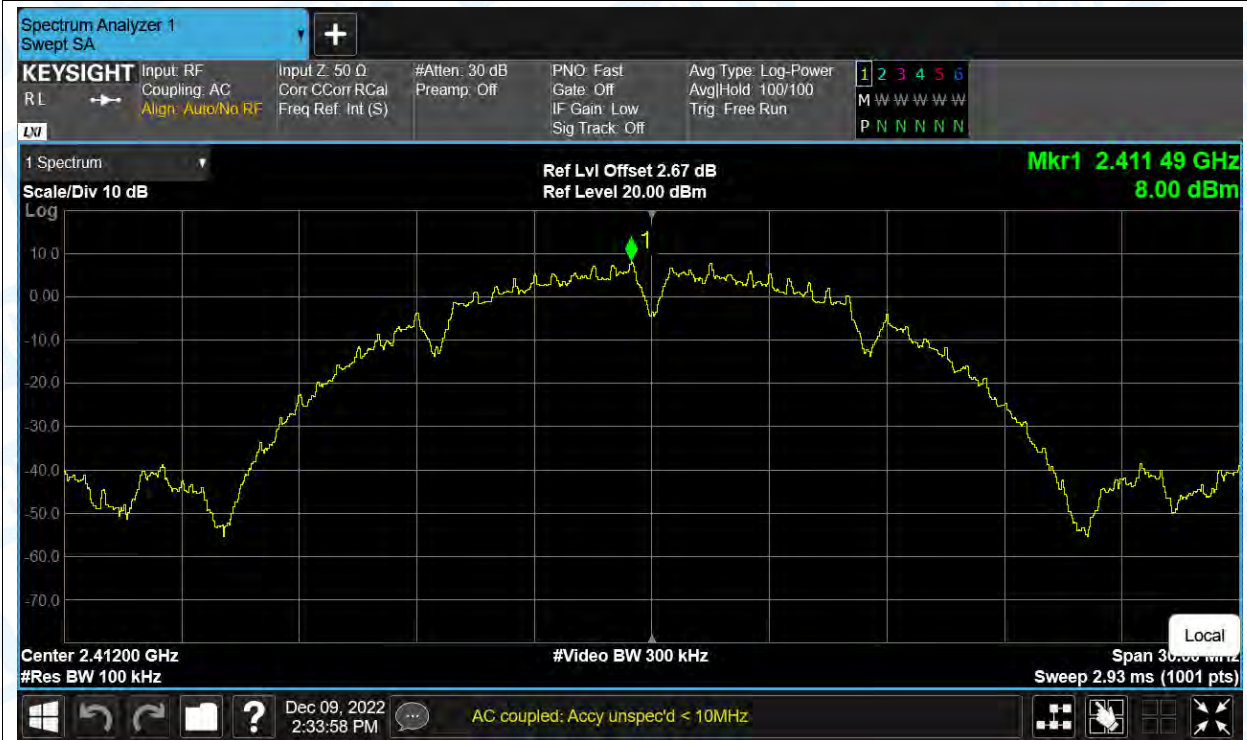 Spectrum Analyzer 1
Swept SA
+
KEYSIGHT
RL
LXI
Input: RF
Coupling: AC
Align: Auto/No RF
Input Z: 50 Ω
Corr CCorr RCal
Freq Ref: Int (S)
#Atten: 30 dB
Preamp: Off
PNO: Fast
Gate: Off
IF Gain: Low
Sig Track: Off
Avg Type: Log-Power
Avg|Hold: 100/100
Trig: Free Run
1 2 3 4 5 6
M W W W W W W
P N N N N N N
1 Spectrum
Scale/Div 10 dB
Log
Ref Lvl Offset 2.67 dB
Ref Level 20.00 dBm
Mkr1 2.411 49 GHz
8.00 dBm
1
10.0
0.00
-10.0
-20.0
-30.0
-40.0
-50.0
-60.0
-70.0
Local
Center 2.41200 GHz
#Res BW 100 kHz
#Video BW 300 kHz
Span 30.00 MHz
Sweep 2.93 ms (1001 pts)
?
Dec 09, 2022
2:33:58 PM
AC coupled: Accy unspec'd < 10MHz